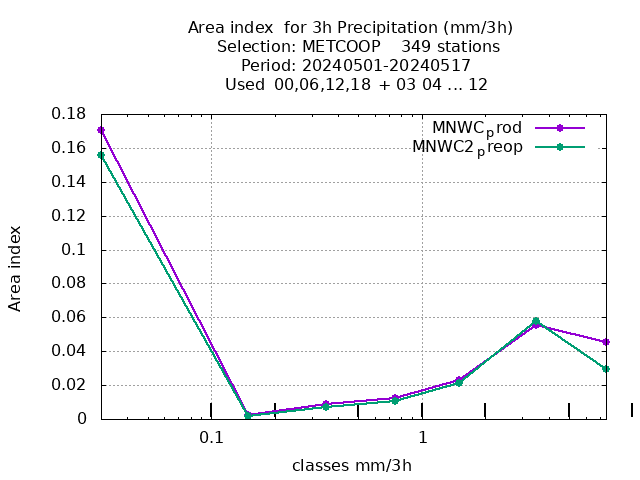 Area index  for 3h Precipitation (mm/3h)
Selection: METCOOP    349 stations
Period: 20240501-20240517
Used  00,06,12,18 + 03 04 ... 12
MNWCprod
MNWC2preop
0.18
0.16
0.14
0.12
0.1
0.08
0.06
0.04
0.02
0
Area index
0.1
1
classes mm/3h